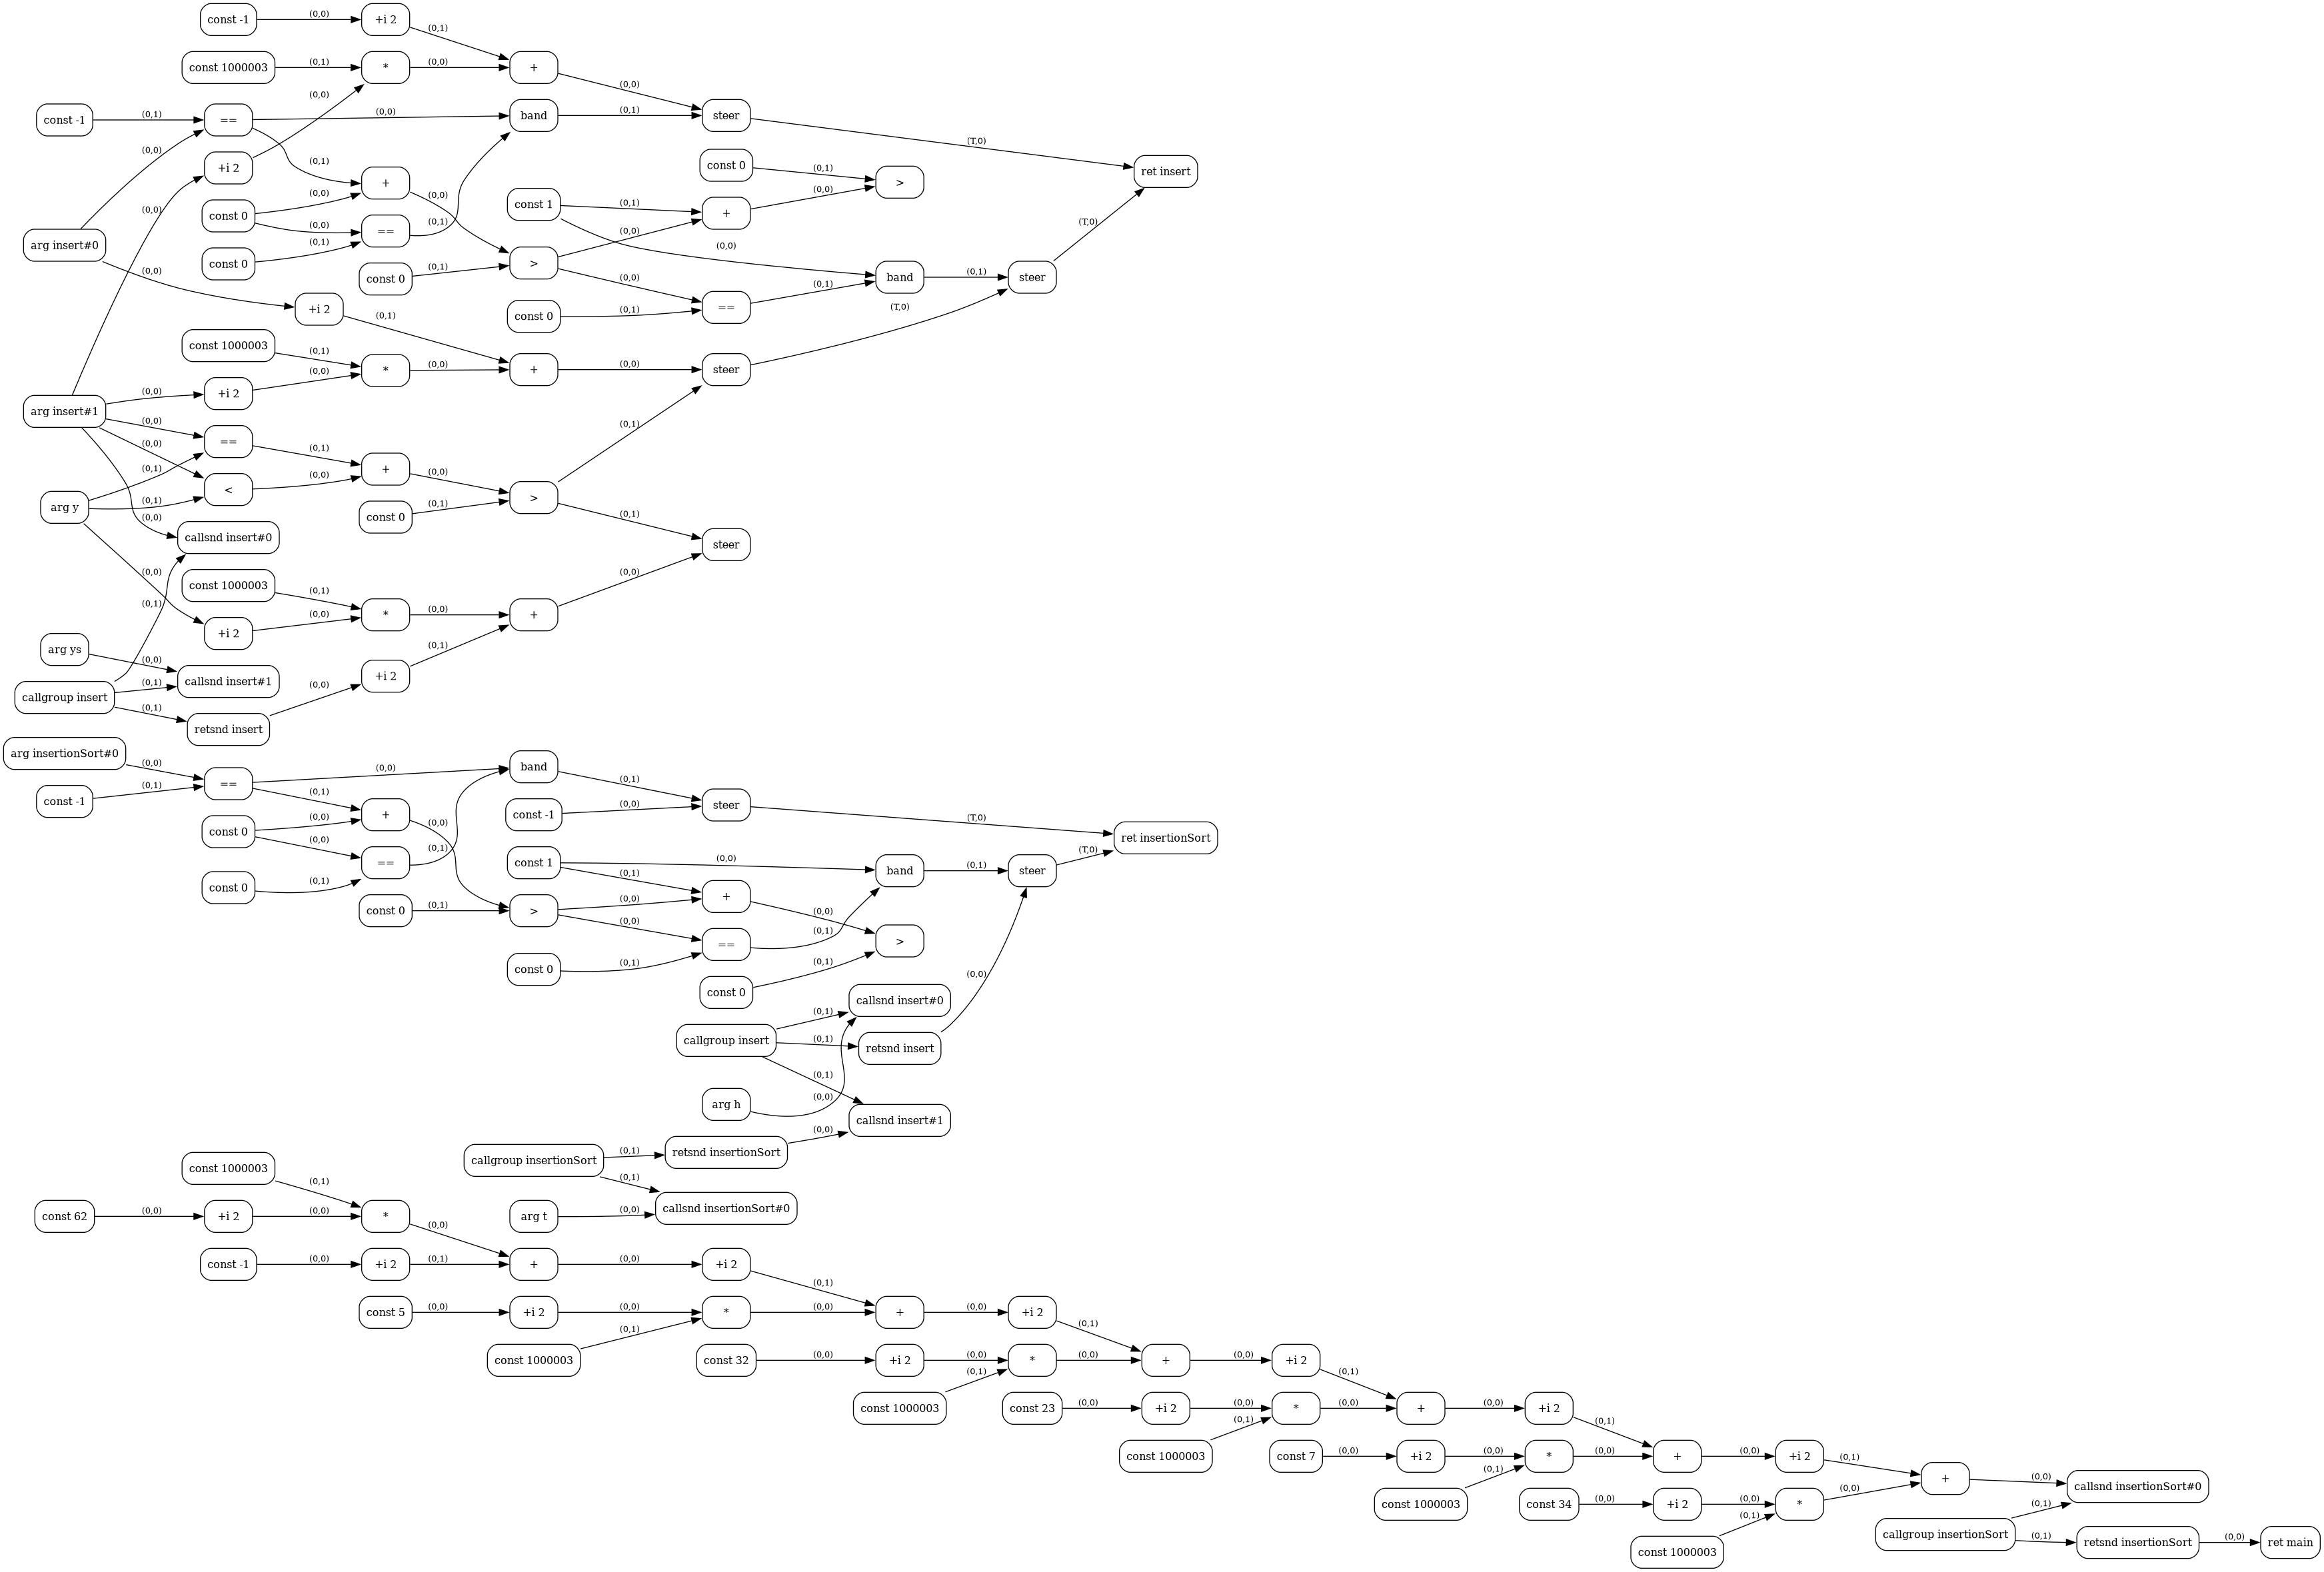 const -1
(0,0)
+i 2
(0,1)
const 1000003
(0,1)
*
(0,0)
+
(0,0)
(0,0)
const -1
(0,1)
==
(0,0)
band
(0,1)
steer
(T,0)
(0,0)
+i 2
(0,1)
+
(0,0)
const 0
(0,1)
>
ret insert
(0,0)
(0,0)
const 0
(0,0)
==
(0,1)
const 1
(0,1)
+
(0,0)
(0,0)
(0,0)
(T,0)
arg insert#0
(0,1)
const 0
const 0
(0,1)
>
(0,0)
band
(0,1)
steer
(0,0)
(0,0)
(0,1)
+i 2
(0,1)
const 0
(0,1)
==
(T,0)
const 1000003
(0,1)
*
(0,0)
+
(0,0)
steer
(0,0)
+i 2
(0,0)
arg insert#1
(0,0)
==
(0,1)
(0,1)
(0,0)
(0,1)
+
(0,0)
<
(0,0)
>
arg y
(0,1)
const 0
(0,1)
(0,1)
(0,0)
callsnd insert#0
steer
(0,0)
(0,0)
const 1000003
(0,1)
(0,1)
*
(0,0)
+
+i 2
(0,0)
arg ys
(0,0)
(0,1)
callsnd insert#1
+i 2
callgroup insert
(0,1)
(0,0)
(0,1)
retsnd insert
arg insertionSort#0
(0,0)
==
(0,0)
band
(0,1)
const -1
(0,1)
(0,1)
steer
(T,0)
(0,0)
+
(0,0)
const -1
(0,0)
const 0
(0,0)
ret insertionSort
(0,1)
(T,0)
==
const 1
(0,0)
band
(0,1)
steer
const 0
(0,1)
(0,1)
+
const 0
(0,1)
>
(0,0)
(0,0)
(0,0)
(0,1)
>
==
const 0
(0,1)
(0,1)
(0,0)
const 0
callsnd insert#0
(0,1)
callgroup insert
(0,1)
retsnd insert
(0,1)
arg h
(0,0)
callsnd insert#1
(0,0)
callgroup insertionSort
(0,1)
retsnd insertionSort
const 1000003
(0,1)
(0,1)
callsnd insertionSort#0
const 62
(0,0)
+i 2
(0,0)
*
arg t
(0,0)
(0,0)
const -1
(0,0)
+i 2
(0,1)
+
(0,0)
+i 2
(0,1)
const 5
(0,0)
+i 2
(0,0)
*
(0,0)
+
(0,0)
+i 2
(0,1)
(0,1)
const 1000003
const 32
(0,0)
+i 2
(0,0)
*
(0,0)
+
(0,0)
+i 2
(0,1)
(0,1)
const 1000003
const 23
(0,0)
+i 2
(0,0)
*
(0,0)
+
(0,0)
+i 2
(0,1)
(0,1)
const 1000003
const 7
(0,0)
+i 2
(0,0)
*
(0,0)
+
(0,0)
+i 2
(0,1)
(0,1)
const 1000003
const 34
(0,0)
+i 2
(0,0)
*
(0,0)
+
(0,0)
callsnd insertionSort#0
(0,1)
const 1000003
callgroup insertionSort
(0,1)
(0,1)
retsnd insertionSort
(0,0)
ret main